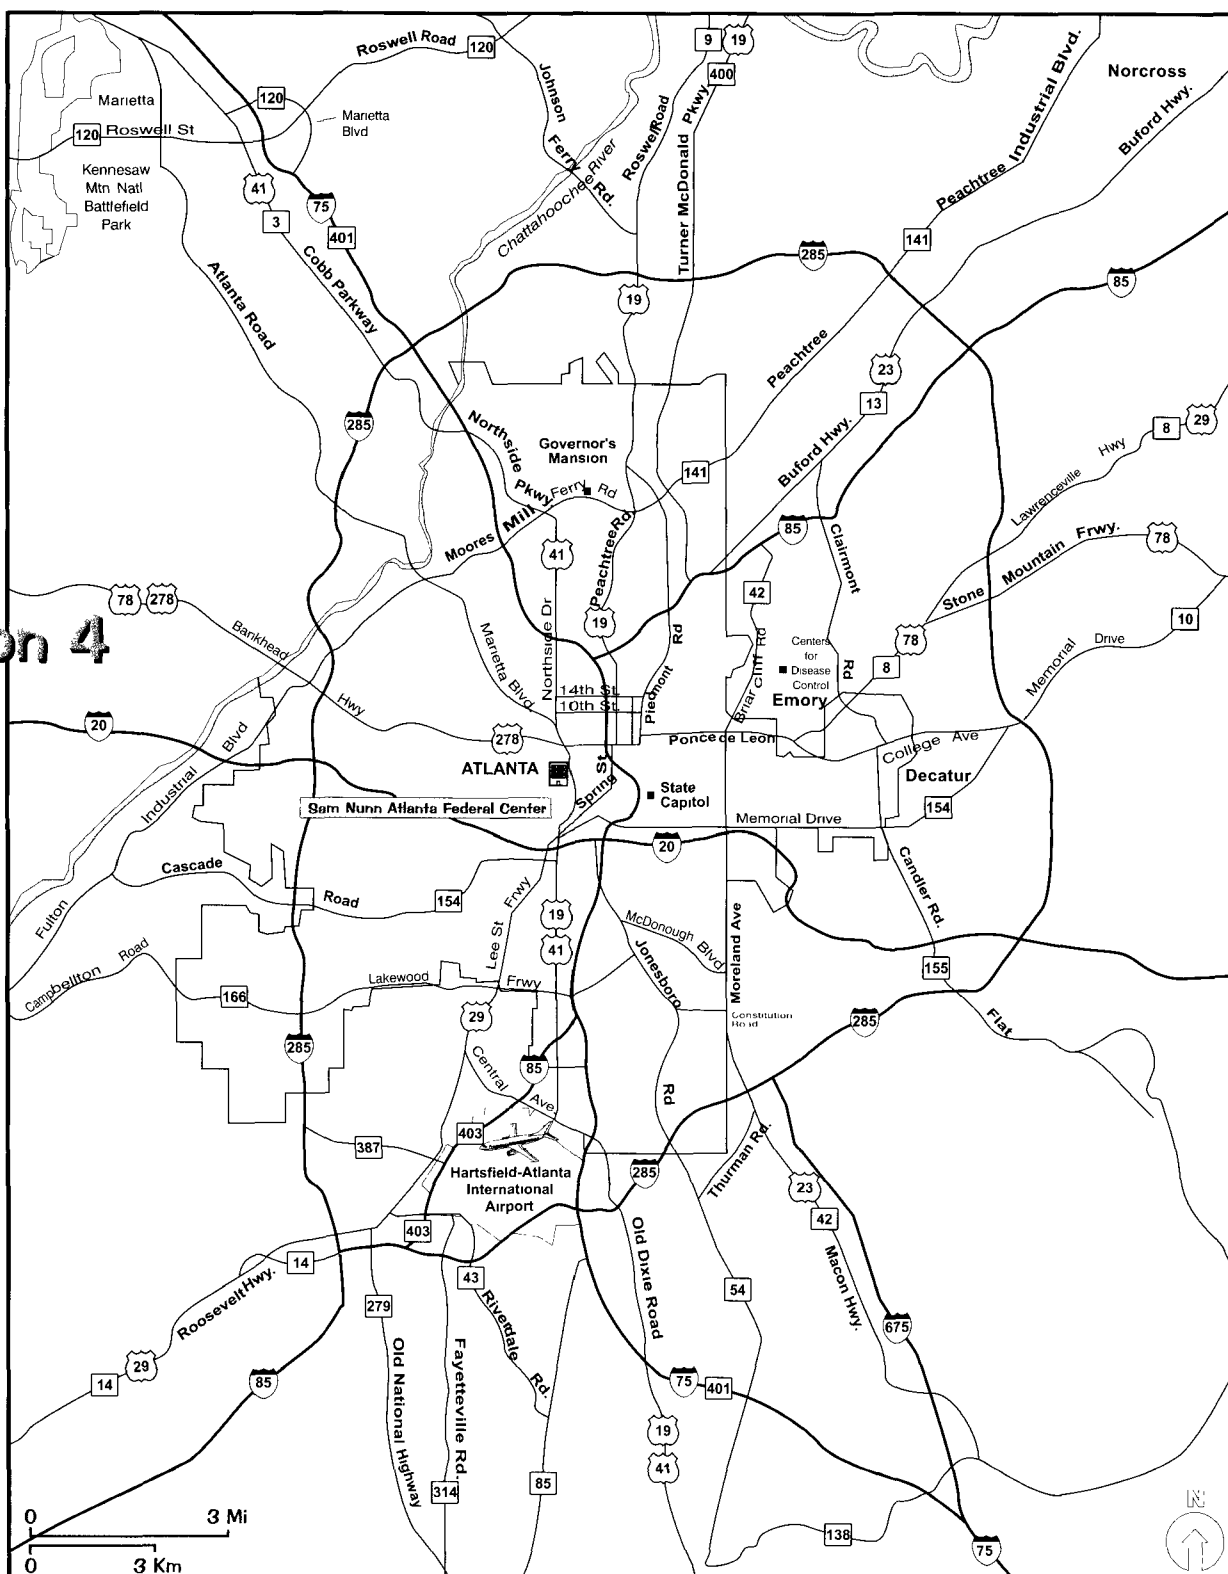 Roswell Road
120
120
Marietta
Marietta
Blvd
120
Roswell St
Kennesaw
Mtn Natl
Battlefield
Park
41
3
75
401
Cobb Parkway
Atlanta Road
Johnson
Ferry
Rd.
Chattahoochee River
9
19
400
Roswell Road
Turner McDonald Pkwy
Peachtree Industrial Blvd.
Norcross
Buford Hwy.
141
285
85
19
Peachtree
23
13
Buford Hwy.
285
Northside
Pkwy.
Governor's
Mansion
Moores Mill
Ferry Rd
141
8
29
Lawrenceville Hwy
85
Clairmont
Rd
Stone Mountain Frwy.
78
41
Peachtree Rd.
19
42
78
278
on 4
Bankhead
Hwy
Marietta Blvd.
Northside Dr
14th St.
10th St.
Piedmont
Rd
Briar Cliff Rd
Centers
for
Disease
Control
Emory
78
8
10
Memorial Drive
20
278
Ponce de Leon
College Ave
Decatur
ATLANTA
Spring
St.
State
Capitol
Sam Nunn Atlanta Federal Center
154
Memorial Drive
Fulton
Industrial
Blvd
20
Cascade
Road
154
Lee St Frwy
19
41
McDonough Blvd
Jonesboro
Rd
Moreland Ave
Candler Rd.
155
Flat
Campbellton Road
166
Lakewood
Frwy
29
Constitution
Road
285
285
85
Central
Ave.
387
403
Hartsfield-Atlanta
International
Airport
285
Thurman Rd.
23
42
Macon Hwy.
403
14
Roosevelt Hwy.
43
Riverdale
Rd.
Old Dixie Road
54
279
Old National Highway
Fayetteville Rd.
675
29
14
85
75
401
19
41
314
85
138
75
0
3 Mi
0
3 Km
N